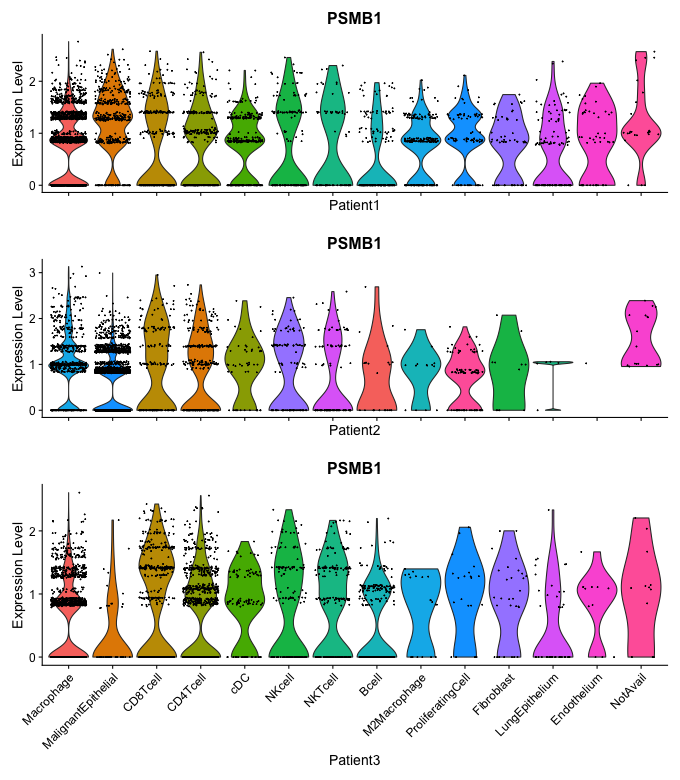 PSMB1
Expression Level
2
1
0
Patient1
PSMB1
Expression Level
3
2
1
0
Patient2
PSMB1
Expression Level
2
1
0
Macrophage
MalignantEpithelial
CD8Tcell
CD4Tcell
cDC
NKcell
NKTcell
Bcell
M2Macrophage
ProliferatingCell
Fibroblast
LungEpithelium
Endothelium
NotAvail
Patient3